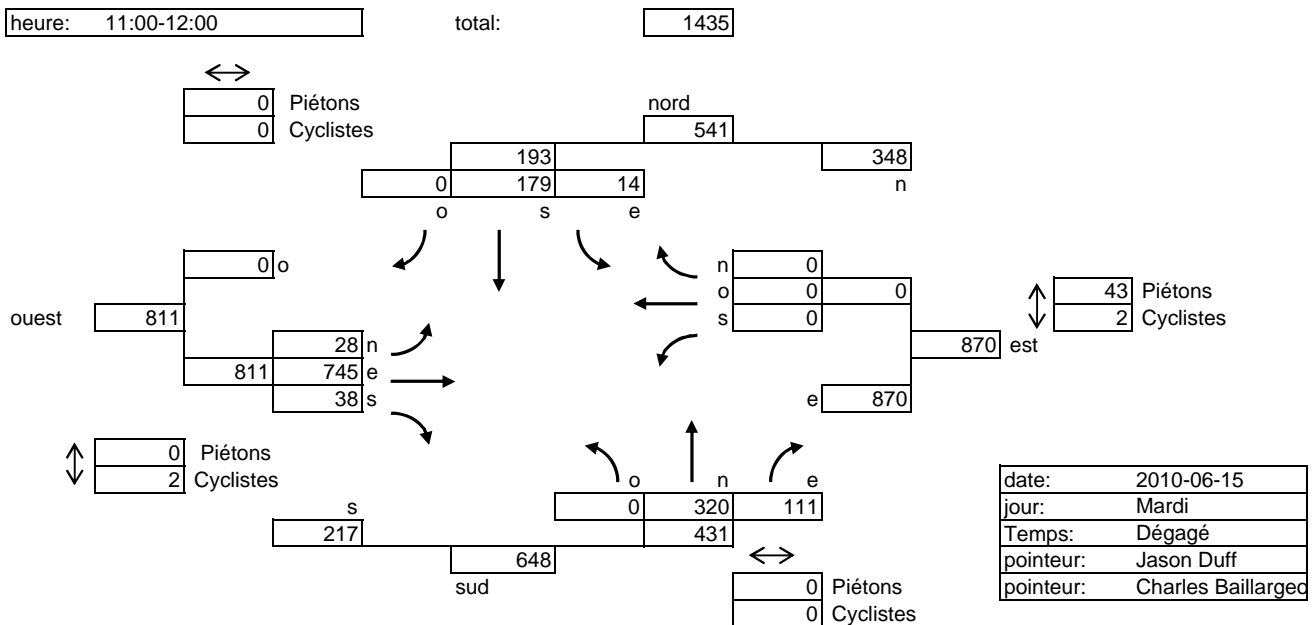 heure: 11:00-12:00 total: 1435
0 Piétons
0 Cyclistes
nord
541
193 348
0 179 14 n
o s e
0 o
n 0
o 0 0
s 0
43 Piétons
2 Cyclistes
ouest 811
28 n
811 745 e
38 s
870 est
e 870
0 Piétons
2 Cyclistes
o n e
0 320 111
s
217 431
648
sud
0 Piétons
0 Cyclistes
date: 2010-06-15
jour: Mardi
Temps: Dégagé
pointeur: Jason Duff
pointeur: Charles Baillargeo